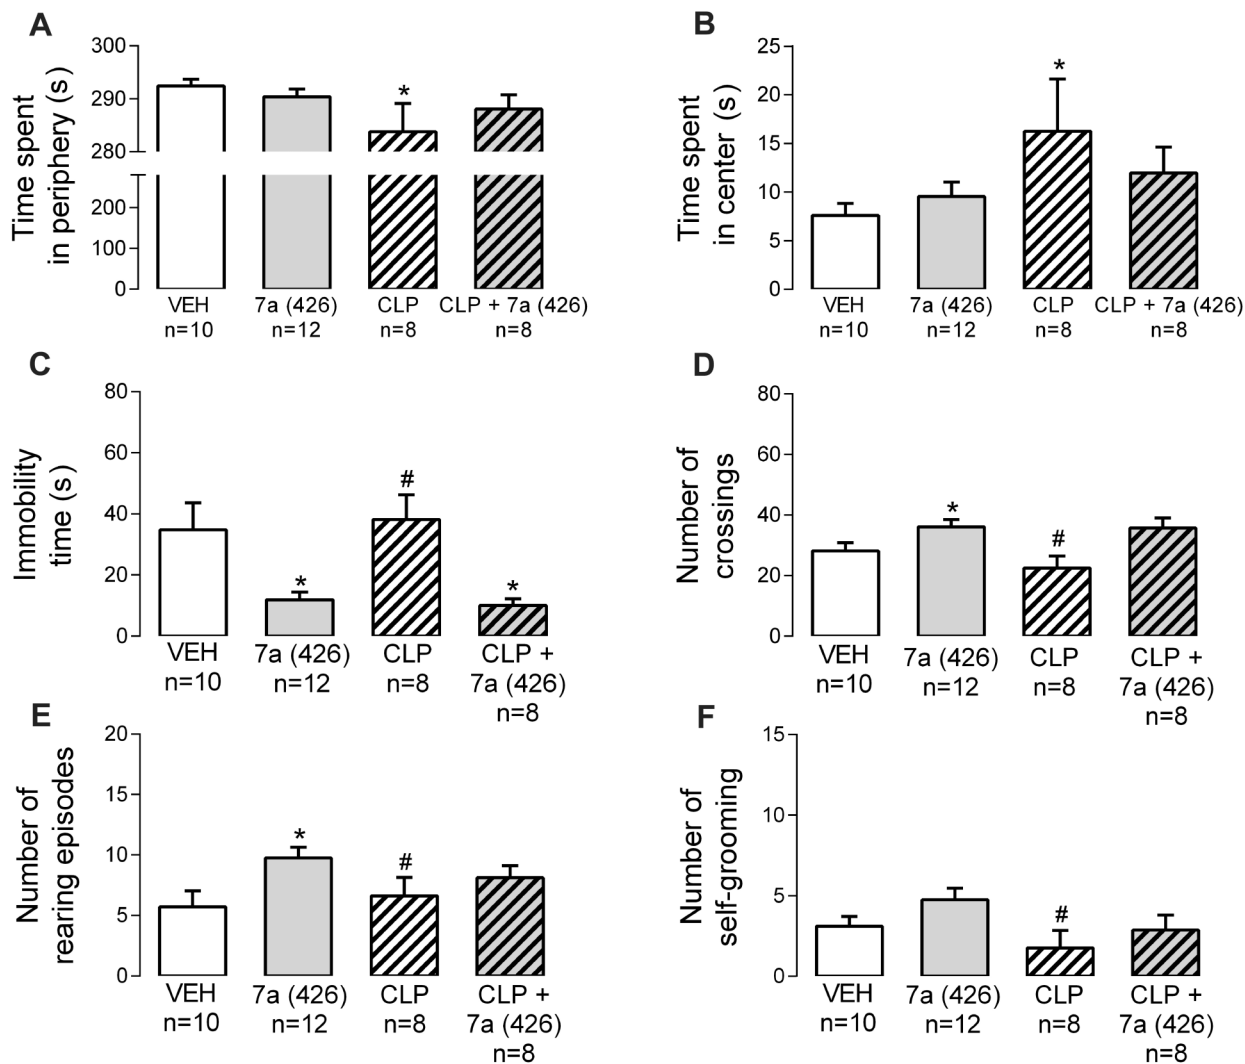 A
Time spent
in periphery (s)
300
290
280
200
100
0
*
VEH
n=10
7a (426)
n=12
CLP
n=8
CLP + 7a (426)
n=8
B
Time spent
in center (s)
25
20
15
10
5
0
*
VEH
n=10
7a (426)
n=12
CLP
n=8
CLP + 7a (426)
n=8
C
Immobility
time (s)
80
60
40
20
0
*
#
*
VEH
n=10
7a (426)
n=12
CLP
n=8
CLP +
7a (426)
n=8
D
Number of
crossings
80
60
40
20
0
*
#
VEH
n=10
7a (426)
n=12
CLP
n=8
CLP +
7a (426)
n=8
E
Number of
rearing episodes
20
15
10
5
0
*
#
VEH
n=10
7a (426)
n=12
CLP
n=8
CLP +
7a (426)
n=8
F
Number of
self-grooming
15
10
5
0
#
VEH
n=10
7a (426)
n=12
CLP
n=8
CLP +
7a (426)
n=8